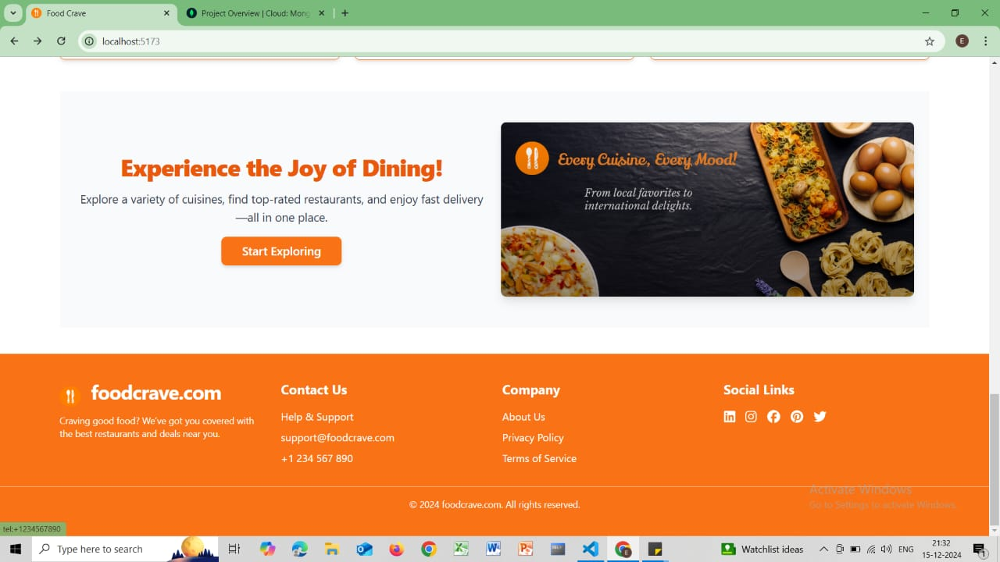 Food Crave
Project Overview | Cloud: Mong
localhost:5173
E
Experience the Joy of Dining!
Explore a variety of cuisines, find top-rated restaurants, and enjoy fast delivery
—all in one place.
Start Exploring
Every Cuisine, Every Mood!
From local favorites to
international delights.
foodcrave.com
Craving good food? We've got you covered with
the best restaurants and deals near you.
Contact Us
Help & Support
support@foodcrave.com
+1 234 567 890
Company
About Us
Privacy Policy
Terms of Service
Social Links
Activate Windows
Go to Settings to activate Windows.
© 2024 foodcrave.com. All rights reserved.
tel:+1234567890
Type here to search
Watchlist ideas
ENG
21:32
15-12-2024